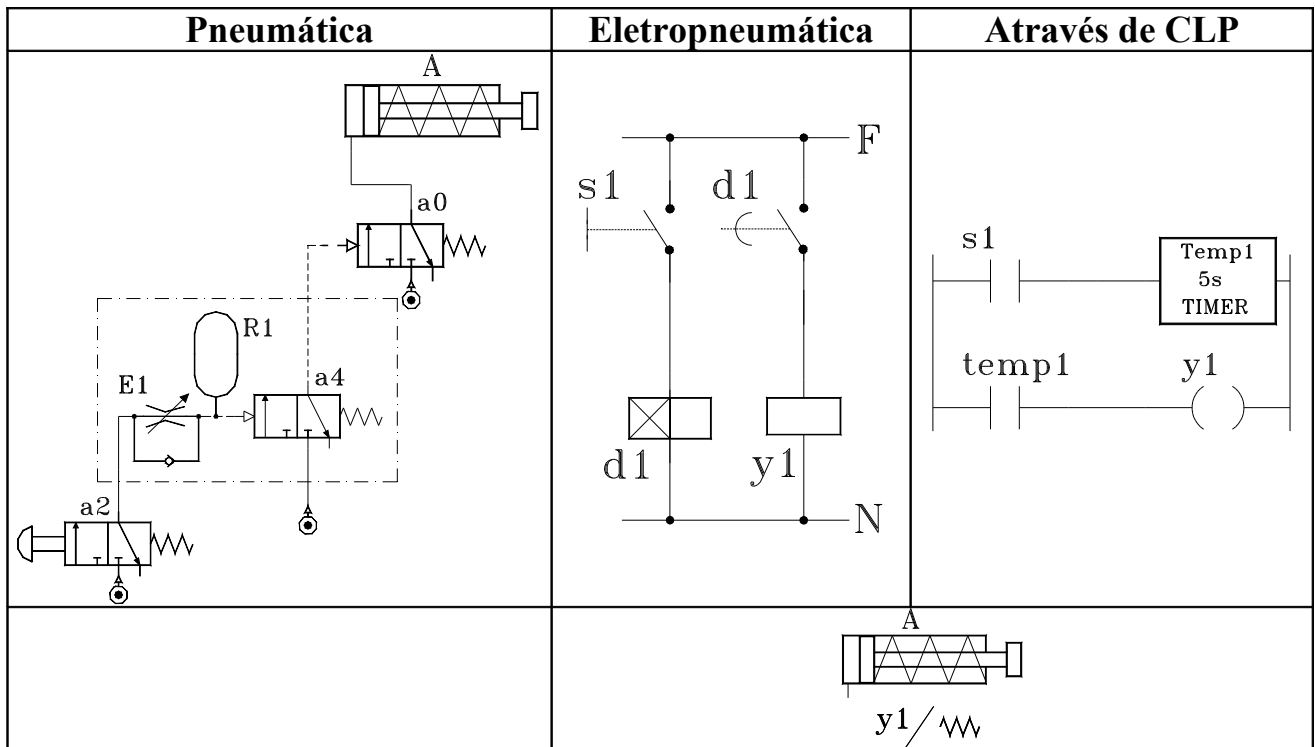 Pneumática
Eletropneumática
Através de CLP
A
a0
R1
E1
a4
a2
F
s1
d1
d1
y1
N
s1
Temp1
5s
TIMER
temp1
y1
A
y1